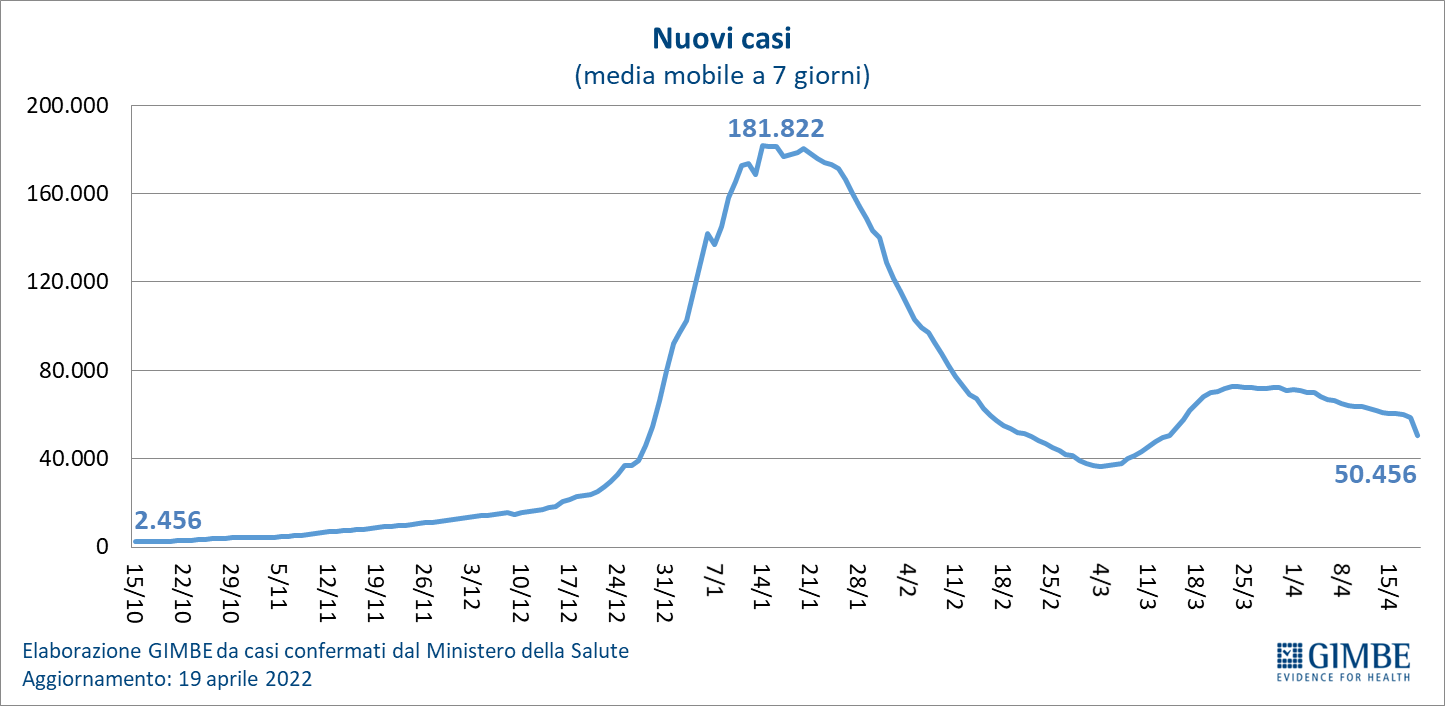 Nuovi casi
(media mobile a 7 giorni)
200.000
181.822
160.000
120.000
80.000
40.000
50.456
2.456
0
15/10 22/10 29/10 5/11 12/11 19/11 26/11 3/12 10/12 17/12 24/12 31/12 7/1 14/1 21/1 28/1 4/2 11/2 18/2 25/2 4/3 11/3 18/3 25/3 1/4 8/4 15/4
Elaborazione GIMBE da casi confermati dal Ministero della Salute
Aggiornamento: 19 aprile 2022
GIMBE
EVIDENCE FOR HEALTH